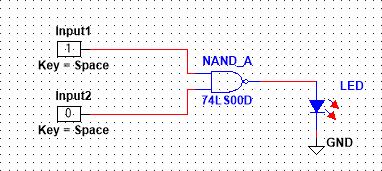 Input1
1
Key = Space
NAND_A
74LS00D
LED
Input2
0
Key = Space
GND